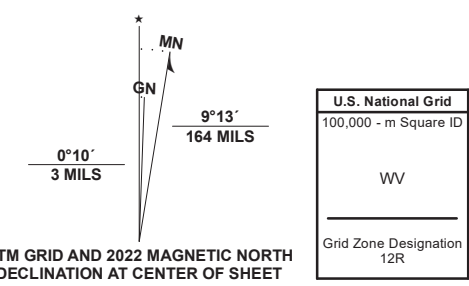 ★
MN
GN
9°13´
164 MILS
0°10´
3 MILS
TM GRID AND 2022 MAGNETIC NORTH
DECLINATION AT CENTER OF SHEET
U.S. National Grid
100,000 - m Square ID
WV
Grid Zone Designation
12R